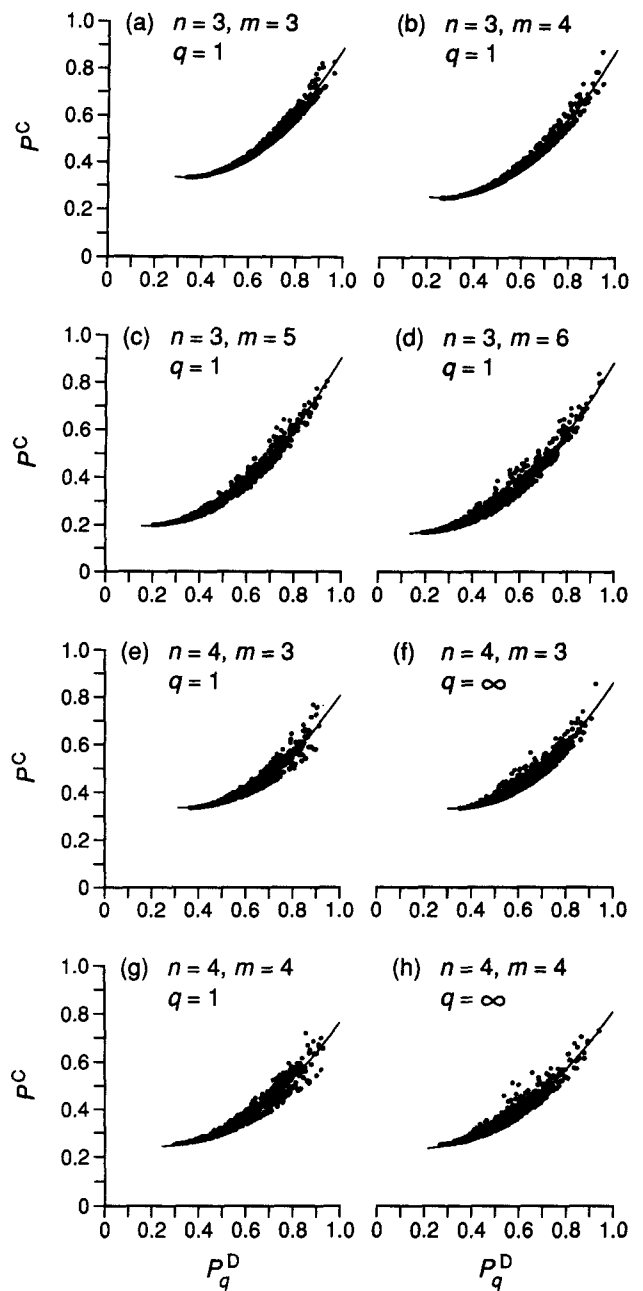 (a) n = 3, m = 3
q = 1
(b) n = 3, m = 4
q = 1
1.0
0.8
0.6
0.4
0.2
0
P^C
0 0.2 0.4 0.6 0.8 1.0
0 0.2 0.4 0.6 0.8 1.0
(c) n = 3, m = 5
q = 1
(d) n = 3, m = 6
q = 1
1.0
0.8
0.6
0.4
0.2
0
P^C
0 0.2 0.4 0.6 0.8 1.0
0 0.2 0.4 0.6 0.8 1.0
(e) n = 4, m = 3
q = 1
(f) n = 4, m = 3
q = ∞
1.0
0.8
0.6
0.4
0.2
0
P^C
0 0.2 0.4 0.6 0.8 1.0
0 0.2 0.4 0.6 0.8 1.0
(g) n = 4, m = 4
q = 1
(h) n = 4, m = 4
q = ∞
1.0
0.8
0.6
0.4
0.2
0
P^C
0 0.2 0.4 0.6 0.8 1.0
0 0.2 0.4 0.6 0.8 1.0
P_q^D
P_q^D